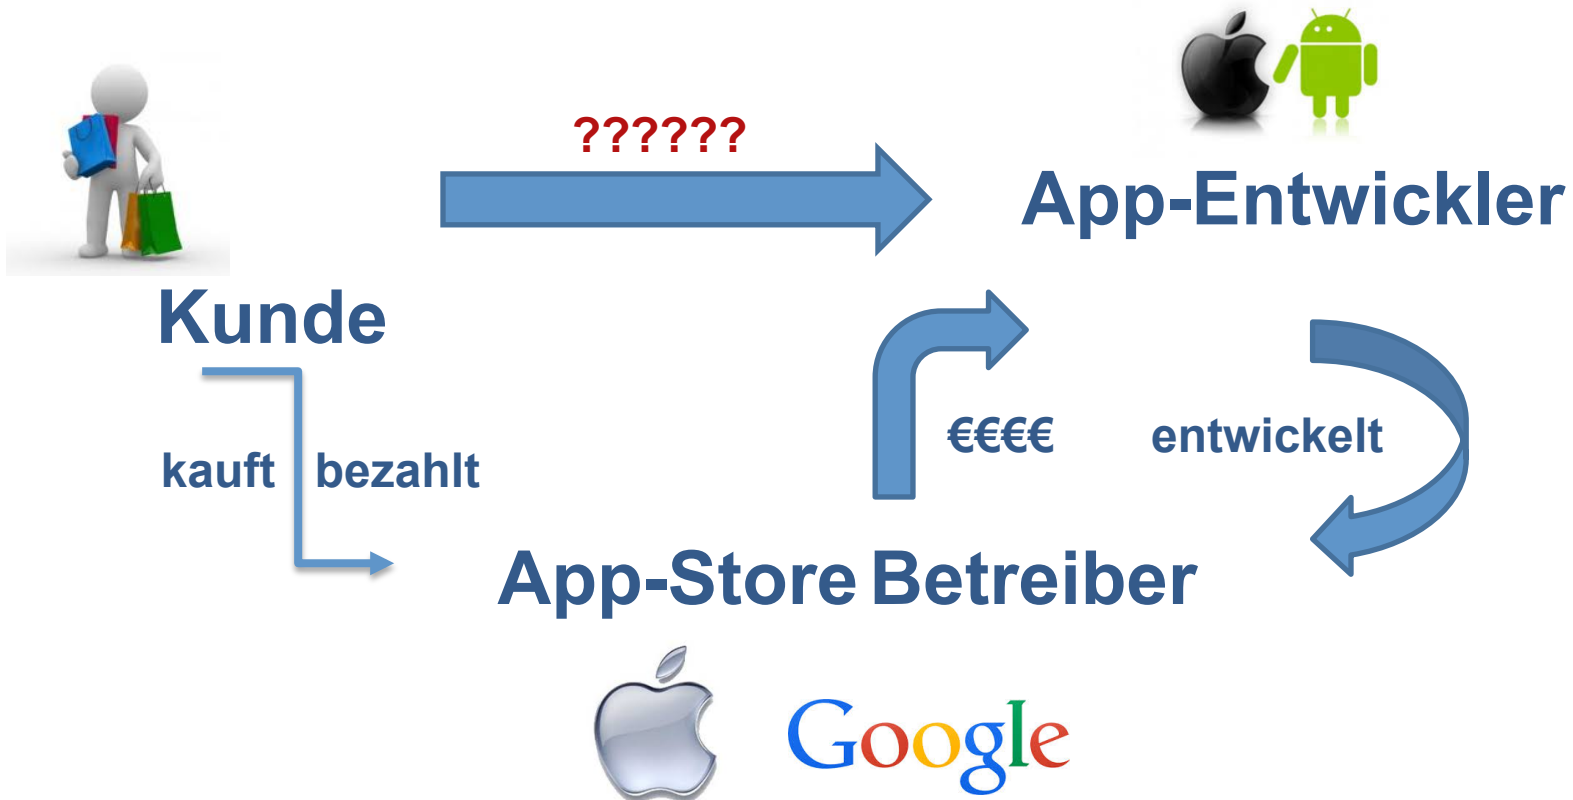 ??????
App-Entwickler
Kunde
€€€€
entwickelt
kauft
bezahlt
App-Store Betreiber
Google